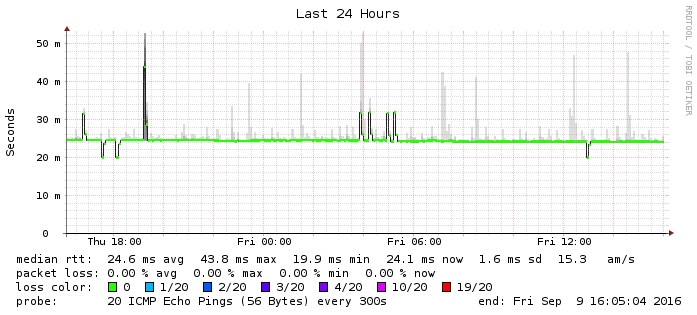 Last 24 Hours
RRDTOOL / TOBI OETIKER
Seconds
50 m
40 m
30 m
20 m
10 m
0
Thu 18:00 Fri 00:00 Fri 06:00 Fri 12:00
median rtt: 24.6 ms avg 43.8 ms max 19.9 ms min 24.1 ms now 1.6 ms sd 15.3 am/s
packet loss: 0.00 % avg 0.00 % max 0.00 % min 0.00 % now
loss color: 0 1/20 2/20 3/20 4/20 10/20 19/20
probe: 20 ICMP Echo Pings (56 Bytes) every 300s end: Fri Sep 9 16:05:04 2016